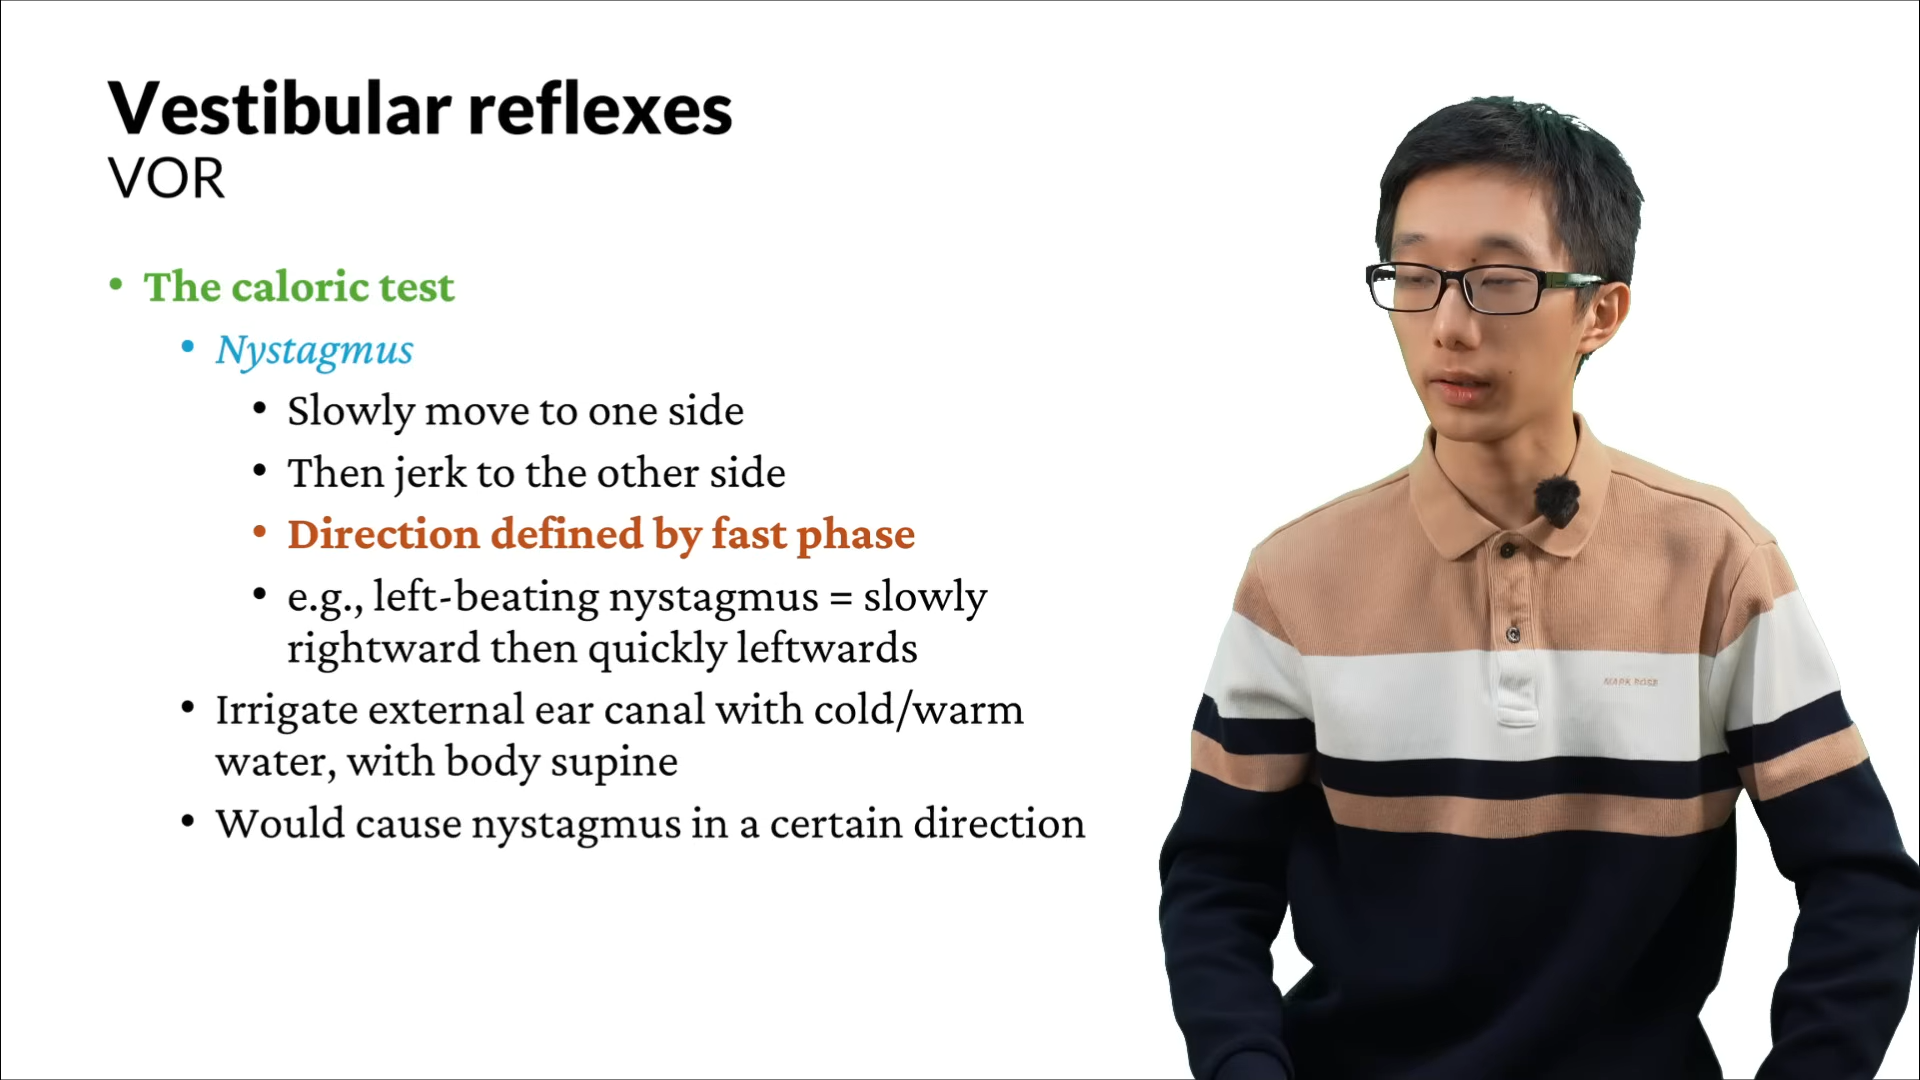 Vestibular reflexes
VOR
• The caloric test
• Nystagmus
• Slowly move to one side
• Then jerk to the other side
• Direction defined by fast phase
• e.g., left-beating nystagmus = slowly
rightward then quickly leftwards
• Irrigate external ear canal with cold/warm
water, with body supine
• Would cause nystagmus in a certain direction